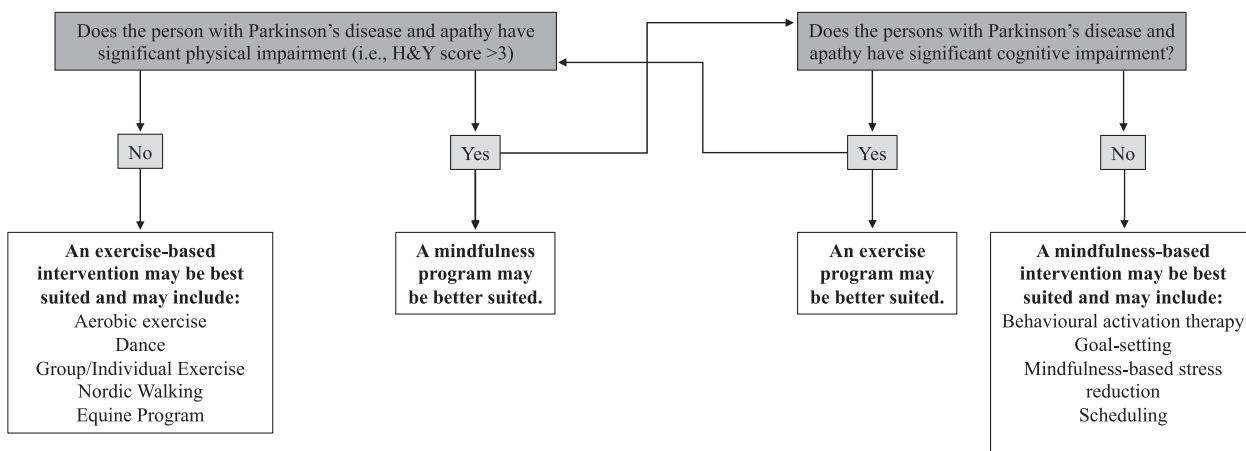 Does the person with Parkinson's disease and apathy have
significant physical impairment (i.e., H&Y score >3)
Does the persons with Parkinson's disease and
apathy have significant cognitive impairment?
No
Yes
Yes
No
An exercise-based
intervention may be best
suited and may include:
Aerobic exercise
Dance
Group/Individual Exercise
Nordic Walking
Equine Program
A mindfulness
program may
be better suited.
An exercise
program may
be better suited.
A mindfulness-based
intervention may be best
suited and may include:
Behavioural activation therapy
Goal-setting
Mindfulness-based stress
reduction
Scheduling